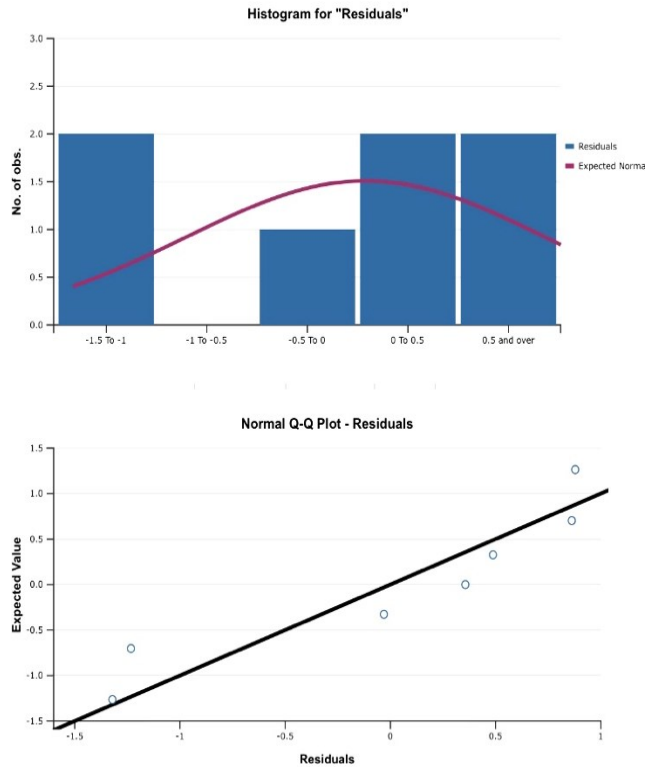 Histogram for "Residuals"
3.0
2.5
2.0
1.5
1.0
0.5
0.0
No. of obs.
-1.5 To -1
-1 To -0.5
-0.5 To 0
0 To 0.5
0.5 and over
Residuals
Expected Norma
Normal Q-Q Plot - Residuals
1.5
1.0
0.5
0.0
-0.5
-1.0
-1.5
Expected Value
-1.5
-1
-0.5
0
0.5
1
Residuals